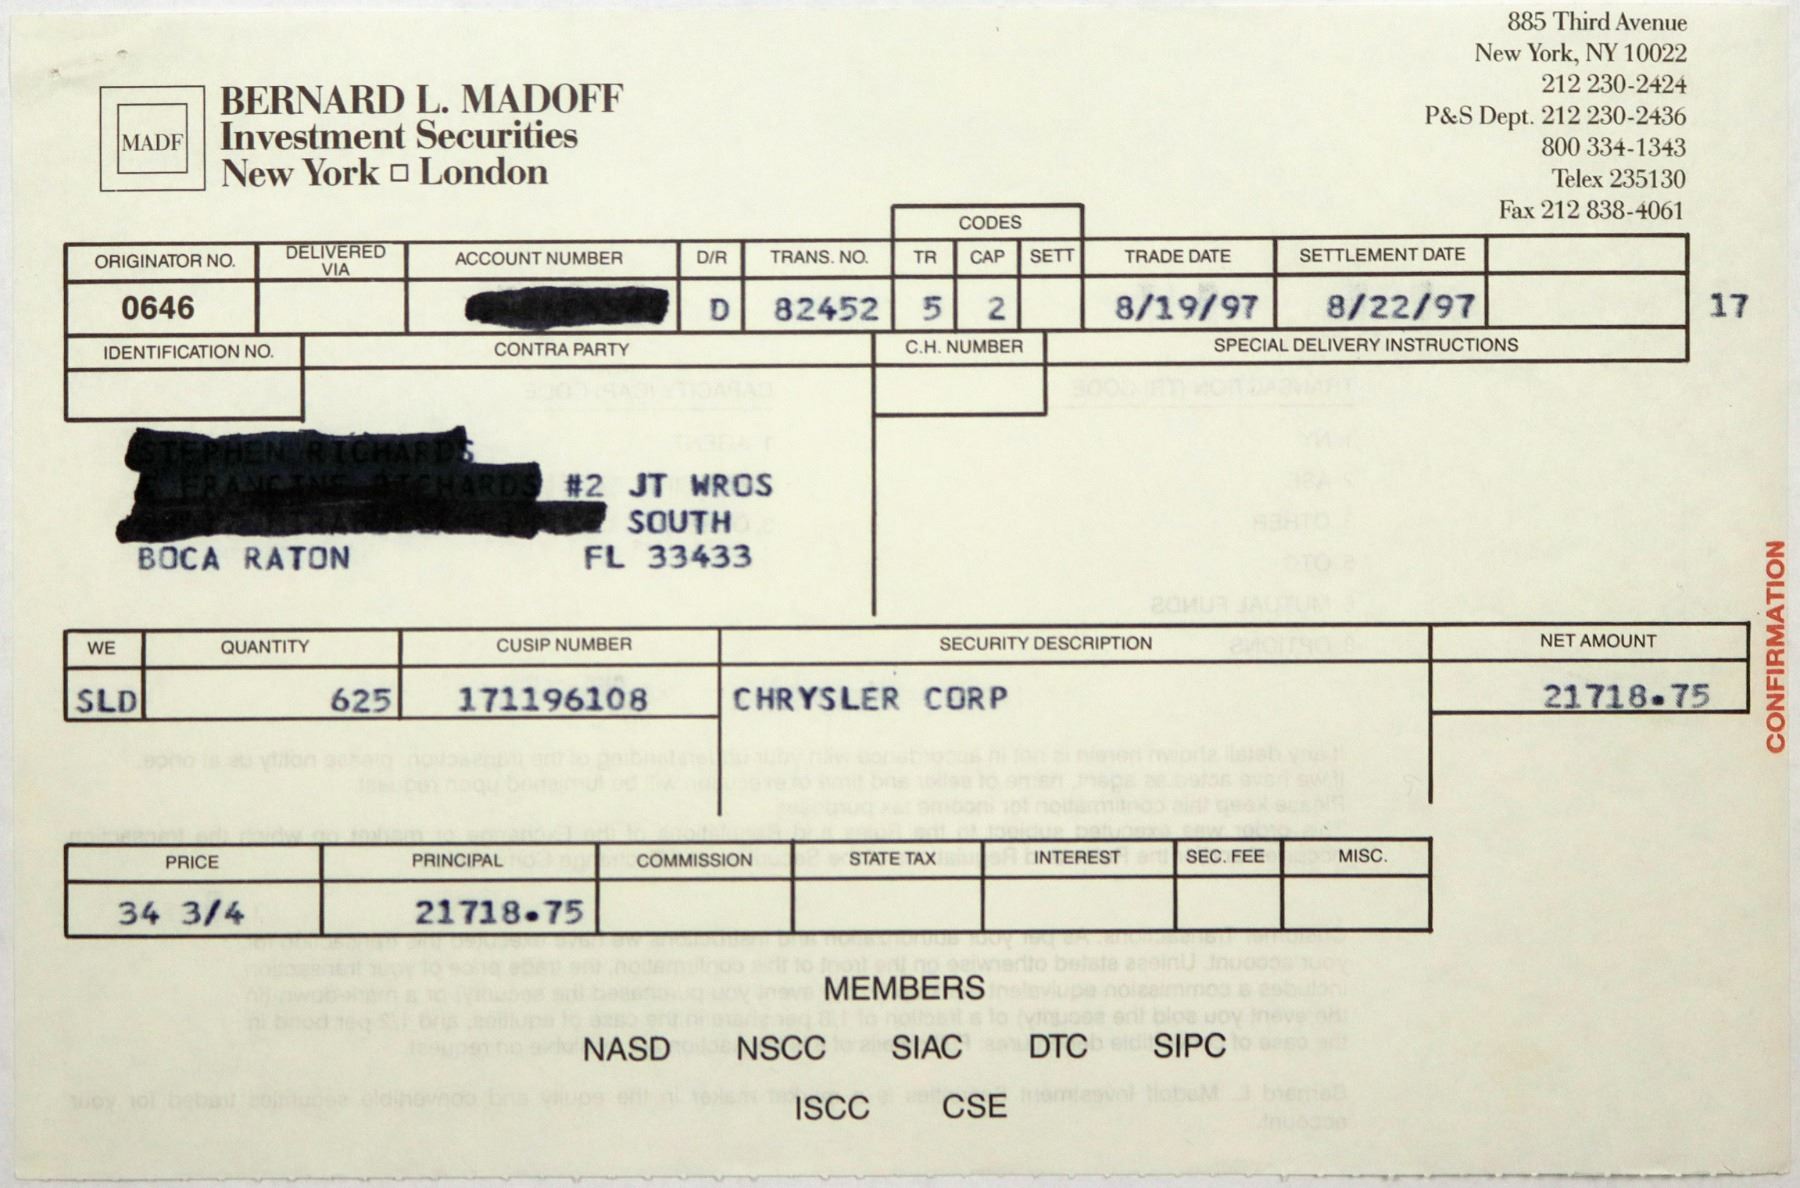 885 Third Avenue
New York, NY 10022
212 230-2424
P&S Dept. 212 230-2436
800 334-1343
Telex 235130
Fax 212 838-4061
MADF
BERNARD L. MADOFF
Investment Securities
New York □ London
CODES
ORIGINATOR NO. DELIVERED VIA ACCOUNT NUMBER D/R TRANS. NO. TR CAP SETT TRADE DATE SETTLEMENT DATE
0646 D 82452 5 2 8/19/97 8/22/97 17
IDENTIFICATION NO. CONTRA PARTY C.H. NUMBER SPECIAL DELIVERY INSTRUCTIONS
#2 JT WROS
SOUTH
BOCA RATON FL 33433
WE QUANTITY CUSIP NUMBER SECURITY DESCRIPTION NET AMOUNT
SLD 625 171196108 CHRYSLER CORP 21718.75
CONFIRMATION
PRICE PRINCIPAL COMMISSION STATE TAX INTEREST SEC. FEE MISC.
34 3/4 21718.75
MEMBERS
NASD NSCC SIAC DTC SIPC
ISCC CSE